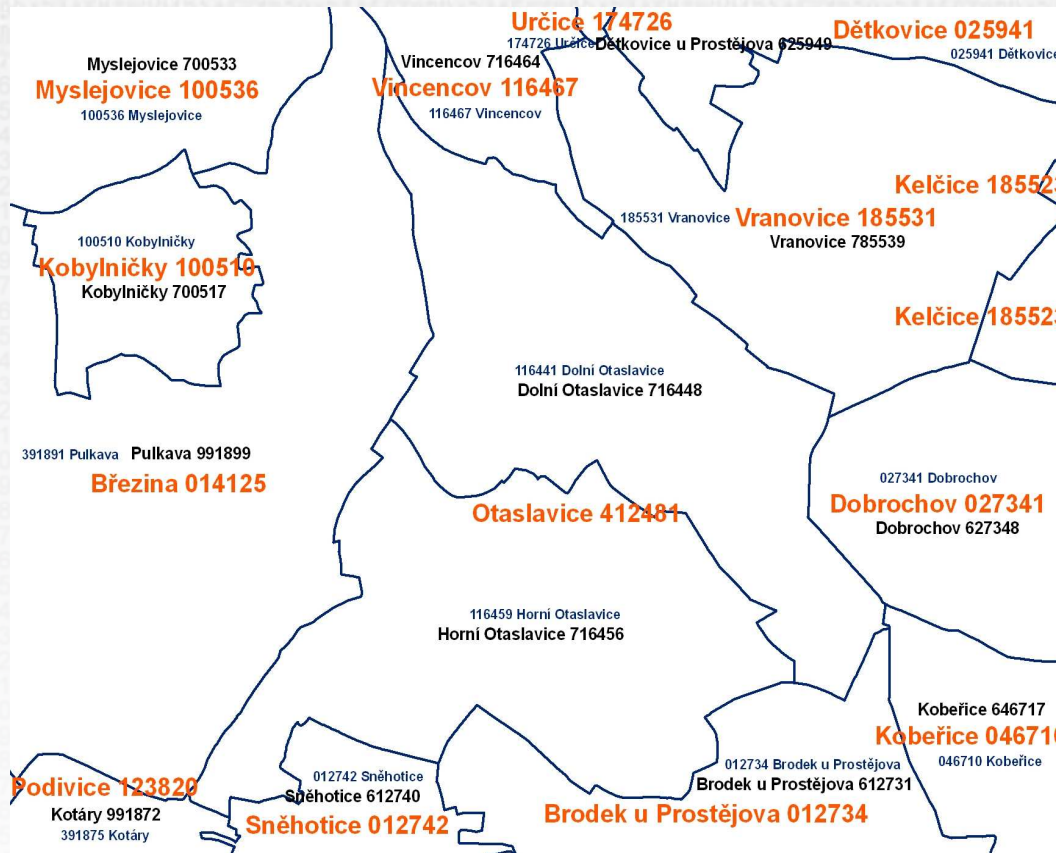 Určice 174726
174726 Určice
Dětkovice u Prostějova 625949
Dětkovice 025941
025941 Dětkovice
Myslejovice 700533
Myslejovice 100536
100536 Myslejovice
Vincencov 716464
Vincencov 116467
116467 Vincencov
Kelčice 185523
185531 Vranovice
Vranovice 185531
Vranovice 785539
100510 Kobylničky
Kobylničky 100510
Kobylničky 700517
Kelčice 185523
116441 Dolní Otaslavice
Dolní Otaslavice 716448
391891 Pulkava
Pulkava 991899
Březina 014125
Otaslavice 412481
027341 Dobrochov
Dobrochov 027341
Dobrochov 627348
116459 Horní Otaslavice
Horní Otaslavice 716456
Kobeřice 646717
Kobeřice 046710
046710 Kobeřice
Podivice 123820
Kotáry 991872
391875 Kotáry
012742 Sněhotice
Sněhotice 612740
Sněhotice 012742
012734 Brodek u Prostějova
Brodek u Prostějova 612731
Brodek u Prostějova 012734